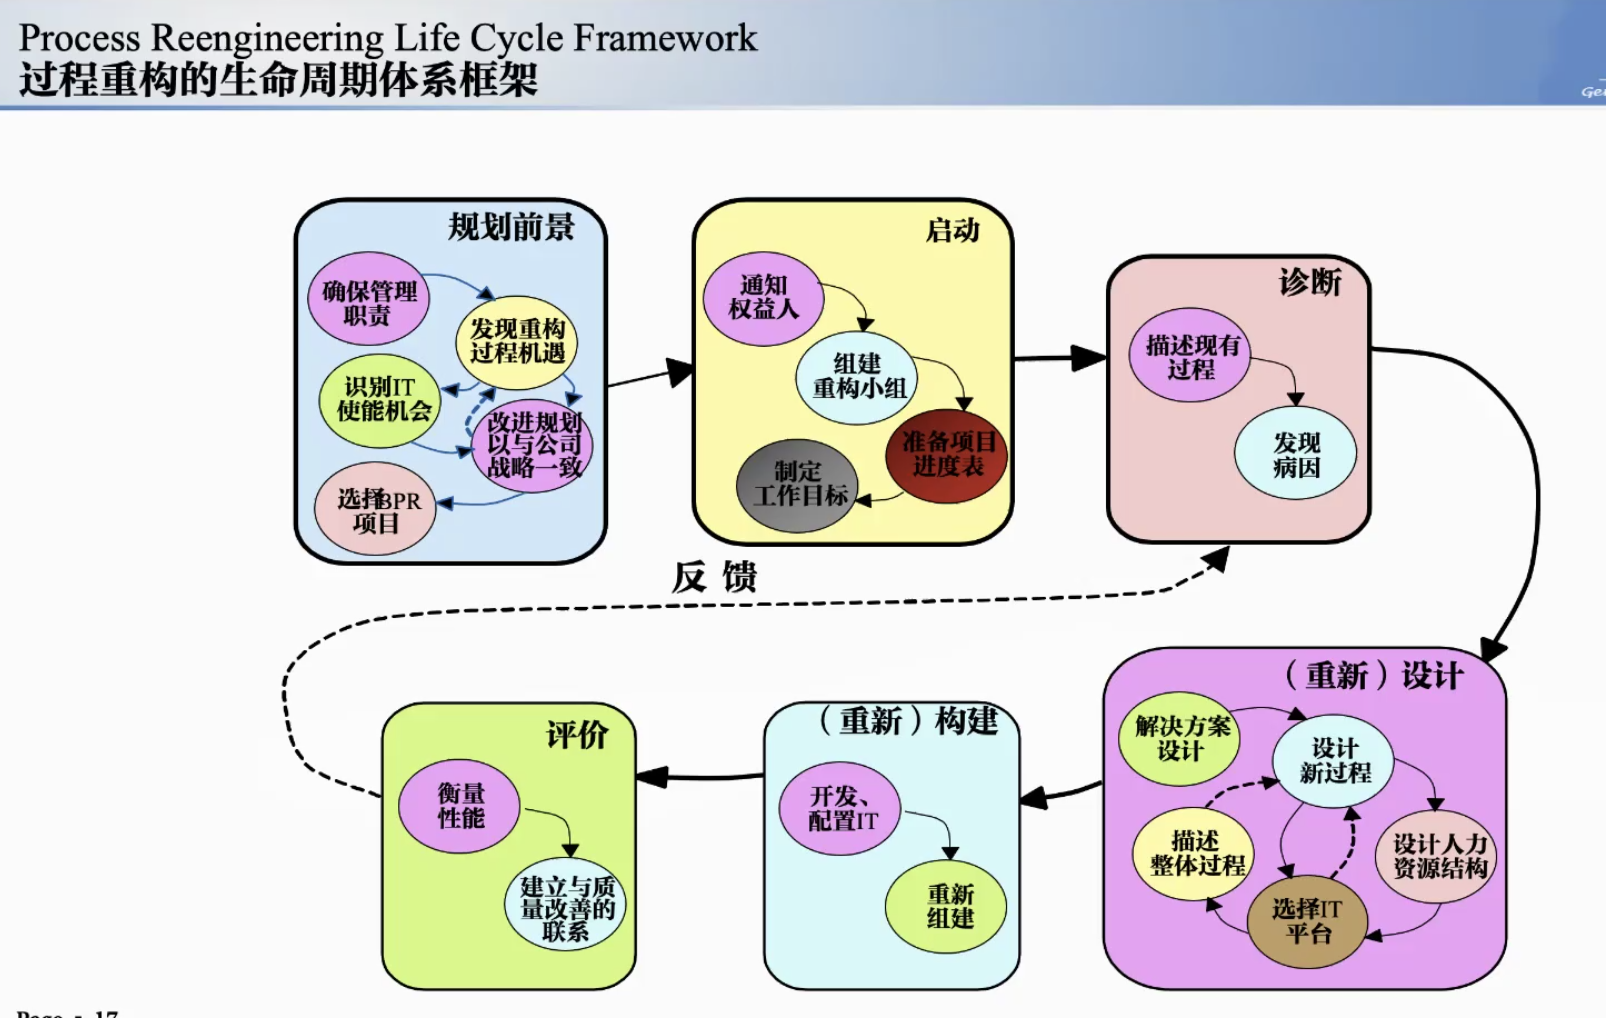 Process Reengineering Life Cycle Framework
过程重构的生命周期体系框架
规划前景
确保管理
职责
发现重构
过程机遇
识别IT
使能机会
改进规划
以与公司
战略一致
选择BPR
项目
启动
通知
权益人
组建
重构小组
准备项目
进度表
制定
工作目标
诊断
描述现有
过程
发现
病因
反 馈
（重新）设计
解决方案
设计
设计
新过程
描述
整体过程
设计人力
资源结构
选择IT
平台
（重新）构建
开发、
配置IT
重新
组建
评价
衡量
性能
建立与质
量改善的
联系